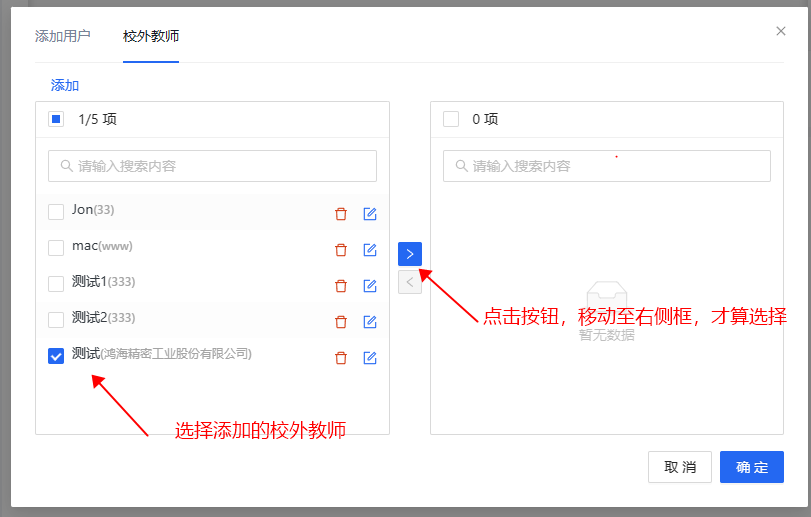 添加用户 校外教师
添加
1/5 项
0 项
请输入搜索内容
请输入搜索内容
Jon(33)
mac(www)
测试1(333)
测试2(333)
测试(鸿海精密工业股份有限公司)
点击按钮，移动至右侧框，才算选择
暂无数据
选择添加的校外教师
取 消 确 定